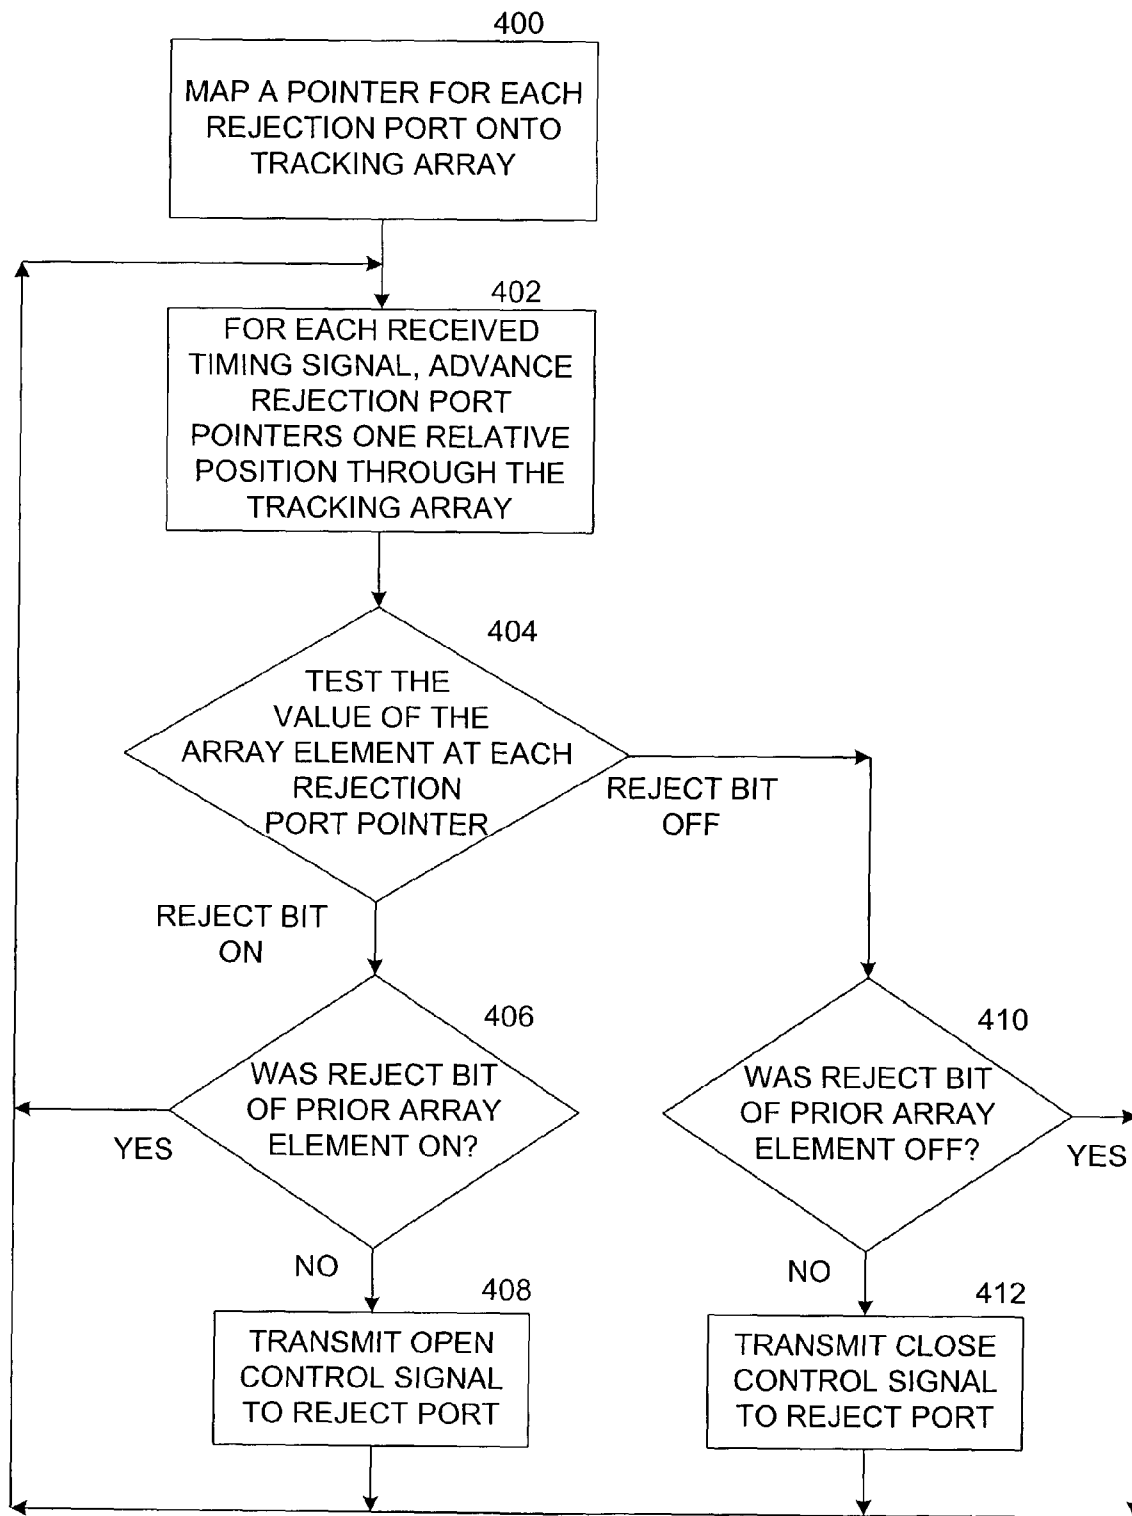 400
MAP A POINTER FOR EACH
REJECTION PORT ONTO
TRACKING ARRAY
402
FOR EACH RECEIVED
TIMING SIGNAL, ADVANCE
REJECTION PORT
POINTERS ONE RELATIVE
POSITION THROUGH THE
TRACKING ARRAY
404
TEST THE
VALUE OF THE
ARRAY ELEMENT AT EACH
REJECTION
PORT POINTER
REJECT BIT
OFF
REJECT BIT
ON
406
WAS REJECT BIT
OF PRIOR ARRAY
ELEMENT ON?
YES
NO
410
WAS REJECT BIT
OF PRIOR ARRAY
ELEMENT OFF?
YES
NO
408
TRANSMIT OPEN
CONTROL SIGNAL
TO REJECT PORT
412
TRANSMIT CLOSE
CONTROL SIGNAL
TO REJECT PORT